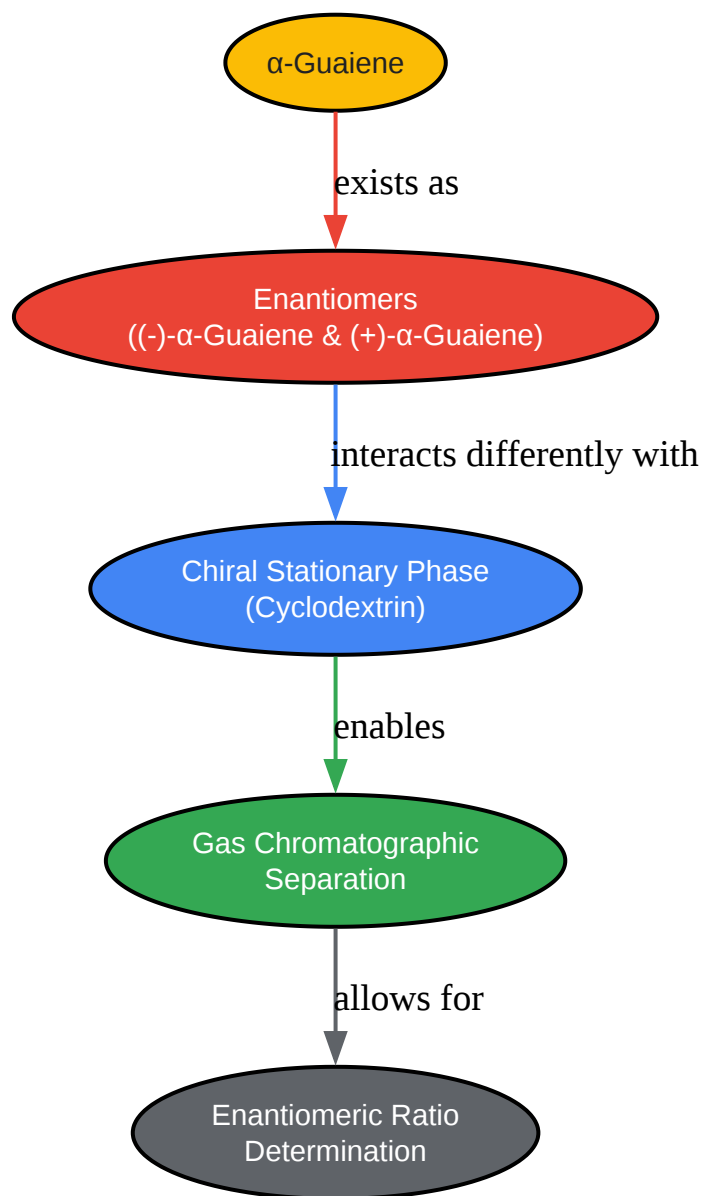 α-Guaiene
exists as
Enantiomers
((-)-α-Guaiene & (+)-α-Guaiene)
interacts differently with
Chiral Stationary Phase
(Cyclodextrin)
enables
Gas Chromatographic
Separation
allows for
Enantiomeric Ratio
Determination